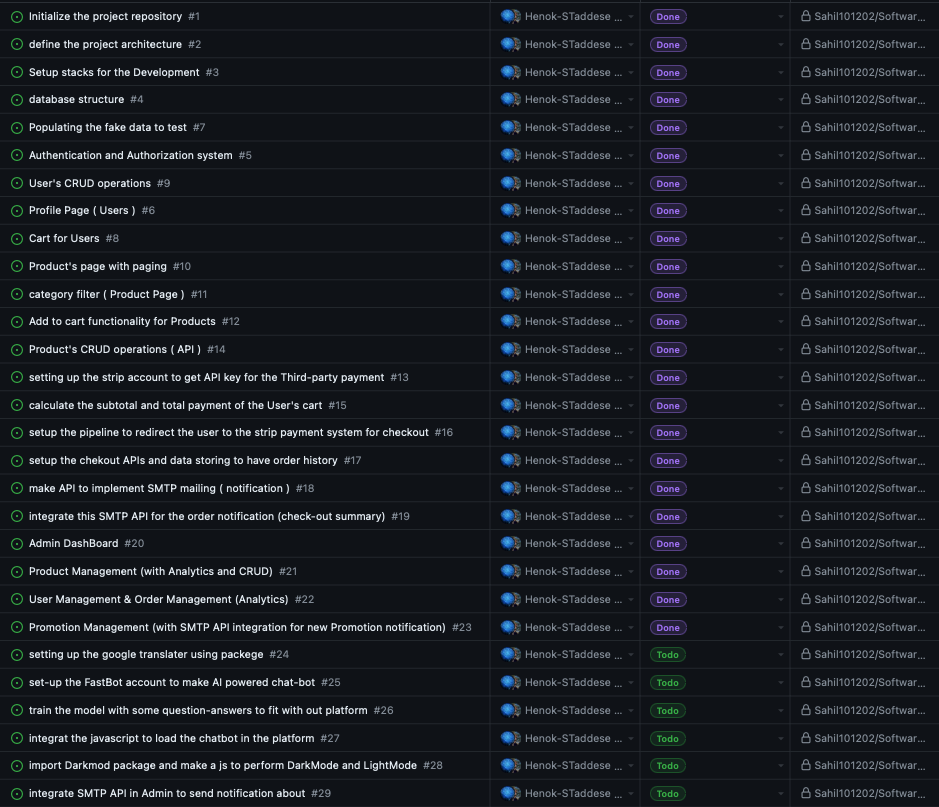 Initialize the project repository #1 Henok-STaddese ... Done Sahil101202/Softwar...
define the project architecture #2 Henok-STaddese ... Done Sahil101202/Softwar...
Setup stacks for the Development #3 Henok-STaddese ... Done Sahil101202/Softwar...
database structure #4 Henok-STaddese ... Done Sahil101202/Softwar...
Populating the fake data to test #7 Henok-STaddese ... Done Sahil101202/Softwar...
Authentication and Authorization system #5 Henok-STaddese ... Done Sahil101202/Softwar...
User's CRUD operations #9 Henok-STaddese ... Done Sahil101202/Softwar...
Profile Page ( Users ) #6 Henok-STaddese ... Done Sahil101202/Softwar...
Cart for Users #8 Henok-STaddese ... Done Sahil101202/Softwar...
Product's page with paging #10 Henok-STaddese ... Done Sahil101202/Softwar...
category filter ( Product Page ) #11 Henok-STaddese ... Done Sahil101202/Softwar...
Add to cart functionality for Products #12 Henok-STaddese ... Done Sahil101202/Softwar...
Product's CRUD operations ( API ) #14 Henok-STaddese ... Done Sahil101202/Softwar...
setting up the strip account to get API key for the Third-party payment #13 Henok-STaddese ... Done Sahil101202/Softwar...
calculate the subtotal and total payment of the User's cart #15 Henok-STaddese ... Done Sahil101202/Softwar...
setup the pipeline to redirect the user to the strip payment system for checkout #16 Henok-STaddese ... Done Sahil101202/Softwar...
setup the chekout APIs and data storing to have order history #17 Henok-STaddese ... Done Sahil101202/Softwar...
make API to implement SMTP mailing ( notification ) #18 Henok-STaddese ... Done Sahil101202/Softwar...
integrate this SMTP API for the order notification (check-out summary) #19 Henok-STaddese ... Done Sahil101202/Softwar...
Admin DashBoard #20 Henok-STaddese ... Done Sahil101202/Softwar...
Product Management (with Analytics and CRUD) #21 Henok-STaddese ... Done Sahil101202/Softwar...
User Management & Order Management (Analytics) #22 Henok-STaddese ... Done Sahil101202/Softwar...
Promotion Management (with SMTP API integration for new Promotion notification) #23 Henok-STaddese ... Done Sahil101202/Softwar...
setting up the google translater using packege #24 Henok-STaddese ... Todo Sahil101202/Softwar...
set-up the FastBot account to make AI powered chat-bot #25 Henok-STaddese ... Todo Sahil101202/Softwar...
train the model with some question-answers to fit with out platform #26 Henok-STaddese ... Todo Sahil101202/Softwar...
integrat the javascript to load the chatbot in the platform #27 Henok-STaddese ... Todo Sahil101202/Softwar...
import Darkmod package and make a js to perform DarkMode and LightMode #28 Henok-STaddese ... Todo Sahil101202/Softwar...
integrate SMTP API in Admin to send notification about #29 Henok-STaddese ... Todo Sahil101202/Softwar...